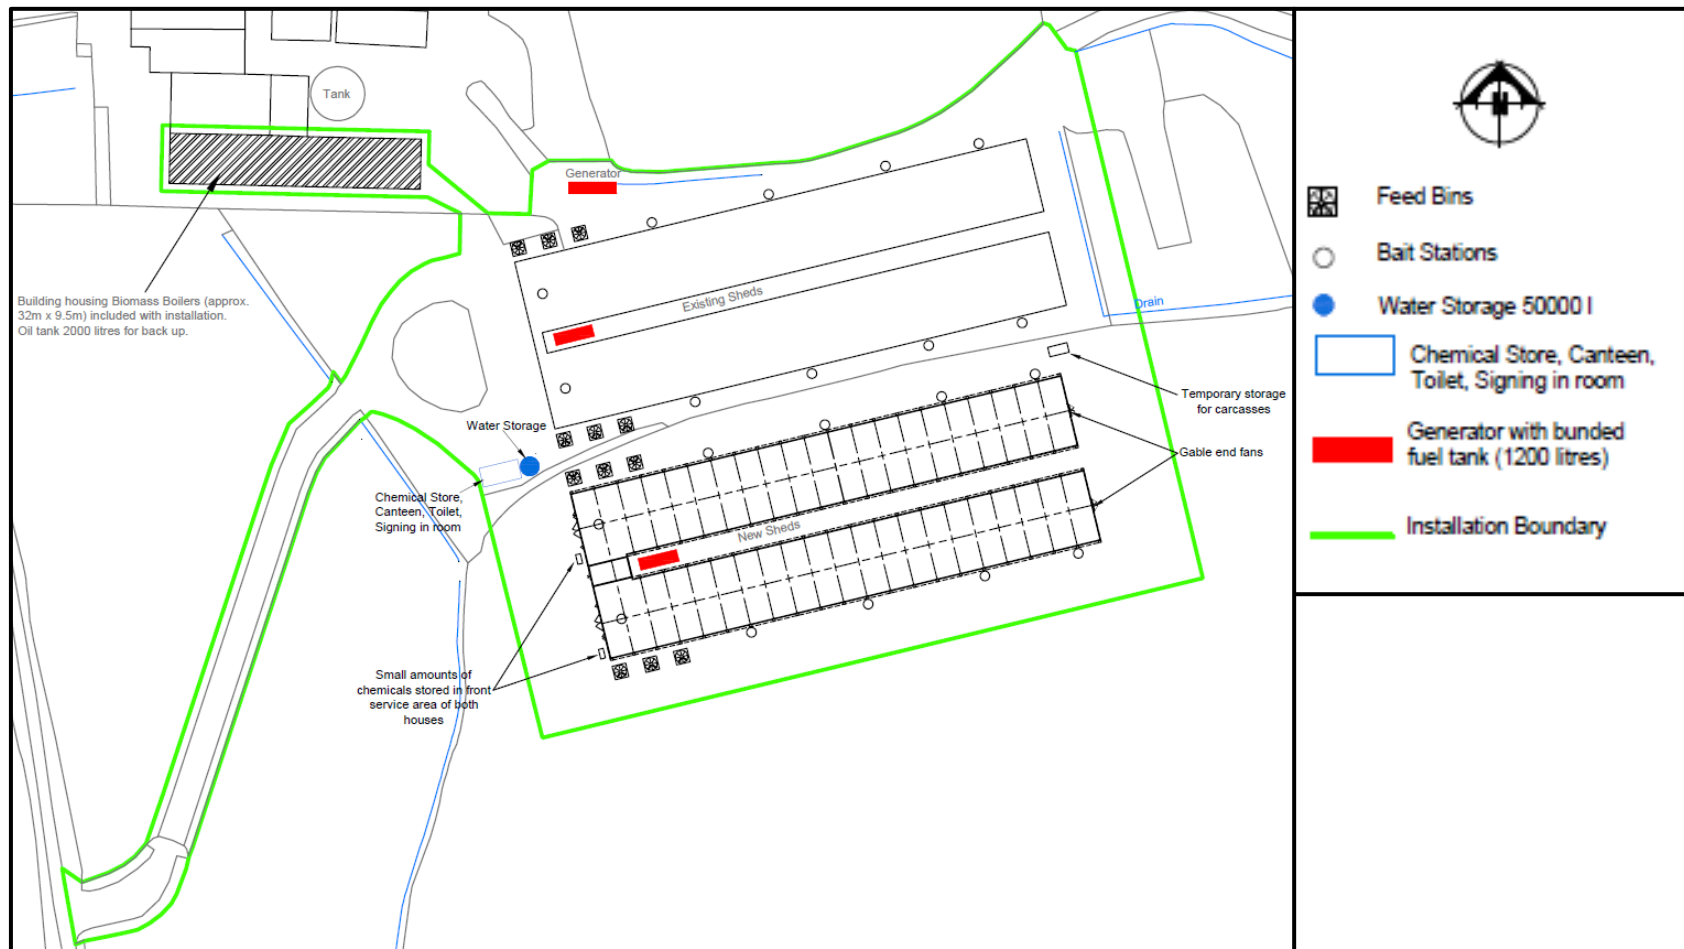 Tank
Generator
Existing Sheds
Drain
Building housing Biomass Boilers (approx.
32m x 9.5m) included with installation.
Oil tank 2000 litres for back up.
Temporary storage
for carcasses
Water Storage
Gable end fans
Chemical Store,
Canteen, Toilet,
Signing in room
New Sheds
Small amounts of
chemicals stored in front
service area of both
houses
N
Feed Bins
Bait Stations
Water Storage 50000 l
Chemical Store, Canteen,
Toilet, Signing in room
Generator with bunded
fuel tank (1200 litres)
Installation Boundary